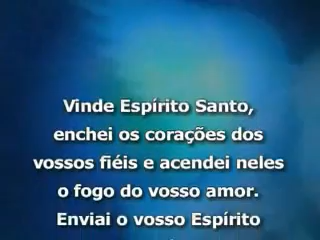 Vinde Espírito Santo,
enchei os corações dos
vossos fiéis e acendei neles
o fogo do vosso amor.
Enviai o vosso Espírito